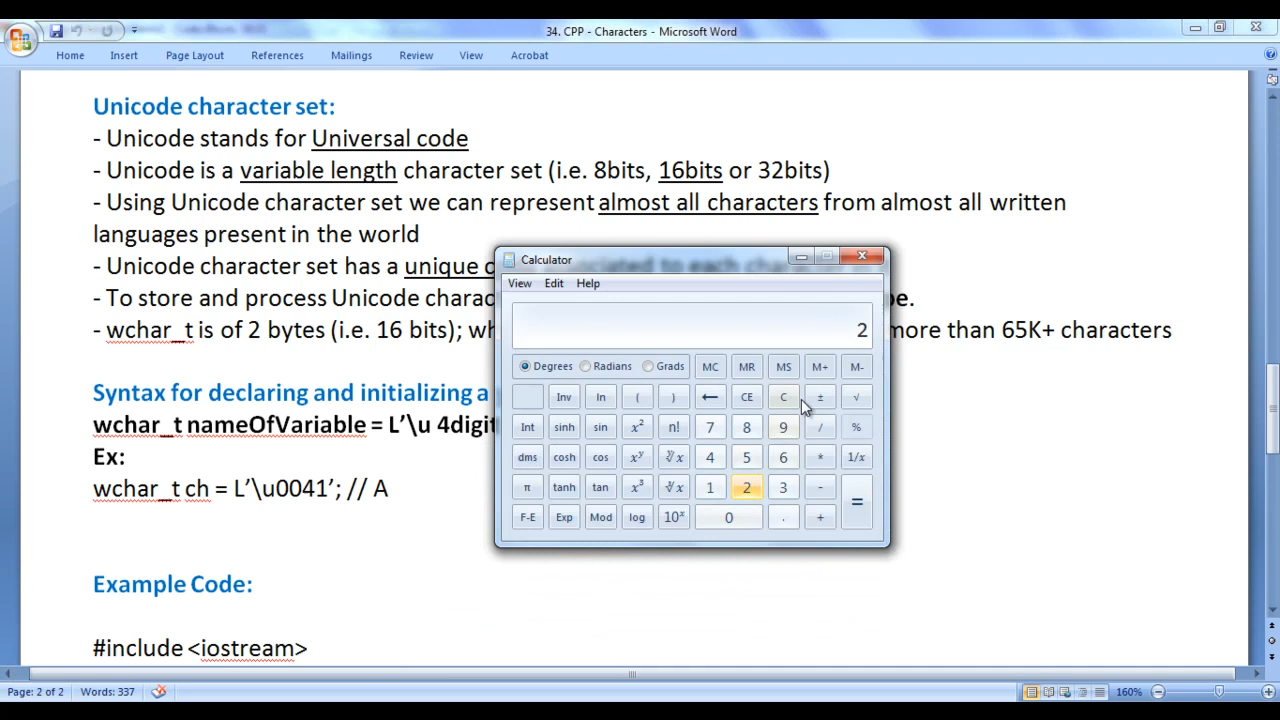 34. CPP - Characters - Microsoft Word
Home Insert Page Layout References Mailings Review View Acrobat
Unicode character set:
- Unicode stands for Universal code
- Unicode is a variable length character set (i.e. 8bits, 16bits or 32bits)
- Using Unicode character set we can represent almost all characters from almost all written
languages present in the world
- Unicode character set has a unique associated to each character
- To store and process Unicode
- wchar_t is of 2 bytes (i.e. 16 bits); more than 65K+ characters
Syntax for declaring and initializing a
wchar_t nameOfVariable = L’\u 4digit
Ex:
wchar_t ch = L’\u0041’; // A
Example Code:
#include <iostream>
Calculator
View Edit Help
2
Degrees Radians Grads MC MR MS M+ M-
Inv ln ( ) ← CE C ± √
Int sinh sin x² n! 7 8 9 / %
dms cosh cos xʸ ʸ√x 4 5 6 * 1/x
π tanh tan x³ ³√x 1 2 3 - =
F-E Exp Mod log 10ˣ 0 . +
Page: 2 of 2 Words: 337 160%